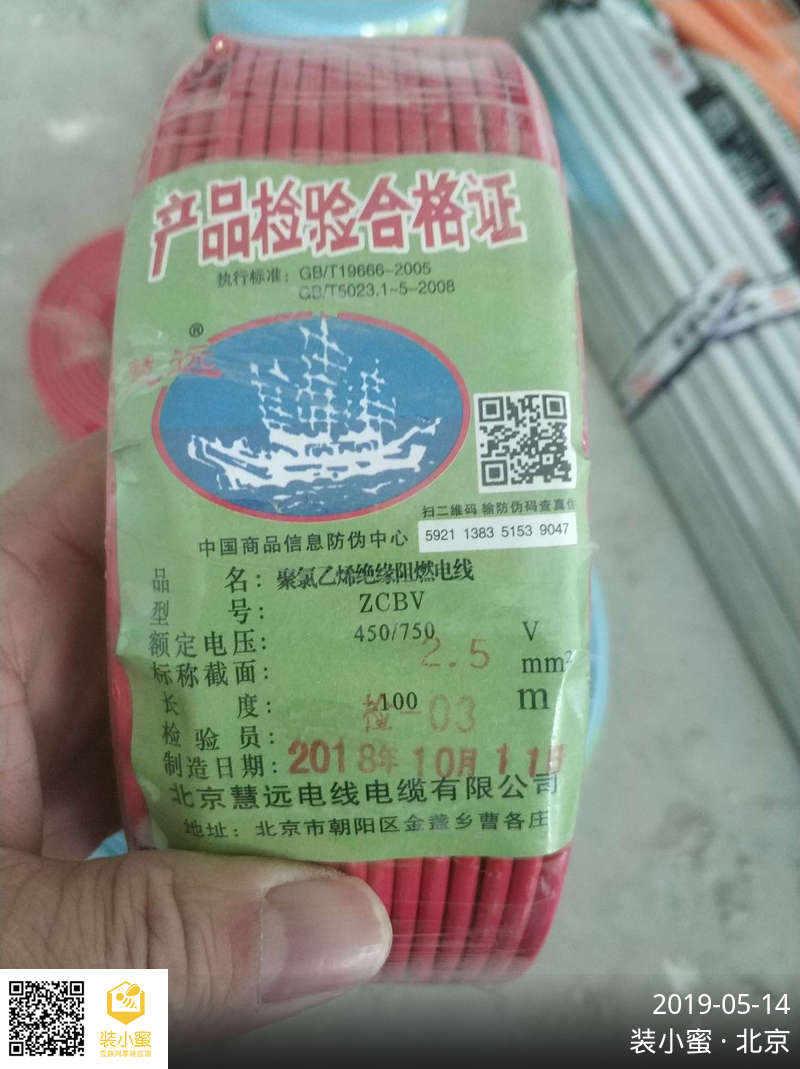 产品检验合格证
执行标准：GB/T19666-2005
GB/T5023.1~5-2008
®
慧远
扫二维码 输防伪码查真伪
5921 1383 5153 9047
中国商品信息防伪中心
品 名：聚氯乙烯绝缘阻燃电线
型 号：ZCBV
额定电压：450/750 V
标称截面：2.5 mm²
长 度：100 m
检 验 员：检-03
制造日期：2018年10月11日
北京慧远电线电缆有限公司
地址：北京市朝阳区金盏乡曹各庄
2019-05-14
装小蜜·北京
装小蜜